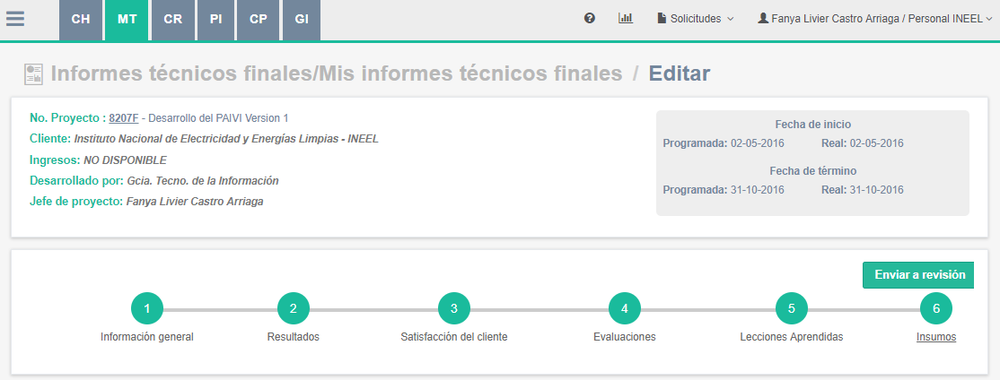 CH MT CR PI CP GI Solicitudes Fanya Livier Castro Arriaga / Personal INEEL
Informes técnicos finales/Mis informes técnicos finales / Editar
No. Proyecto : 8207F - Desarrollo del PAIVI Version 1
Cliente: Instituto Nacional de Electricidad y Energías Limpias - INEEL
Ingresos: NO DISPONIBLE
Desarrollado por: Gcia. Tecno. de la Información
Jefe de proyecto: Fanya Livier Castro Arriaga
Fecha de inicio
Programada: 02-05-2016 Real: 02-05-2016
Fecha de término
Programada: 31-10-2016 Real: 31-10-2016
Enviar a revisión
1 2 3 4 5 6
Información general Resultados Satisfacción del cliente Evaluaciones Lecciones Aprendidas Insumos